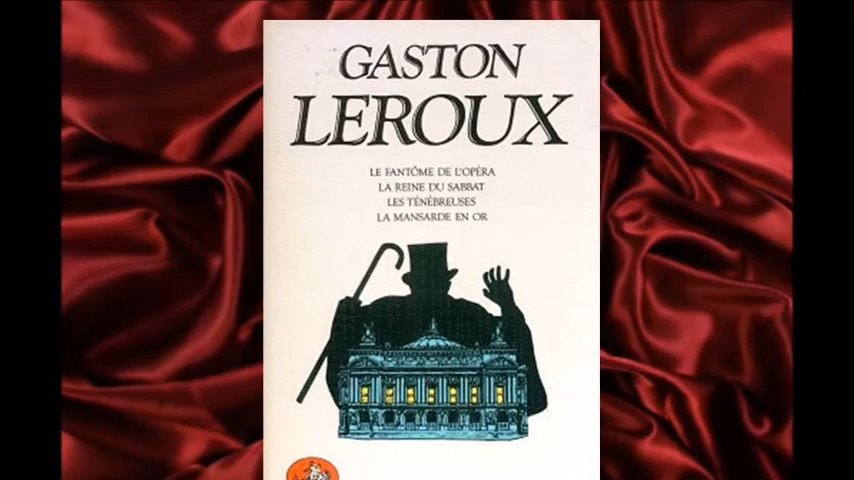 GASTON
LEROUX
LE FANTÔME DE L'OPÉRA
LA REINE DU SABBAT
LES TÉNÉBREUSES
LA MANSARDE EN OR